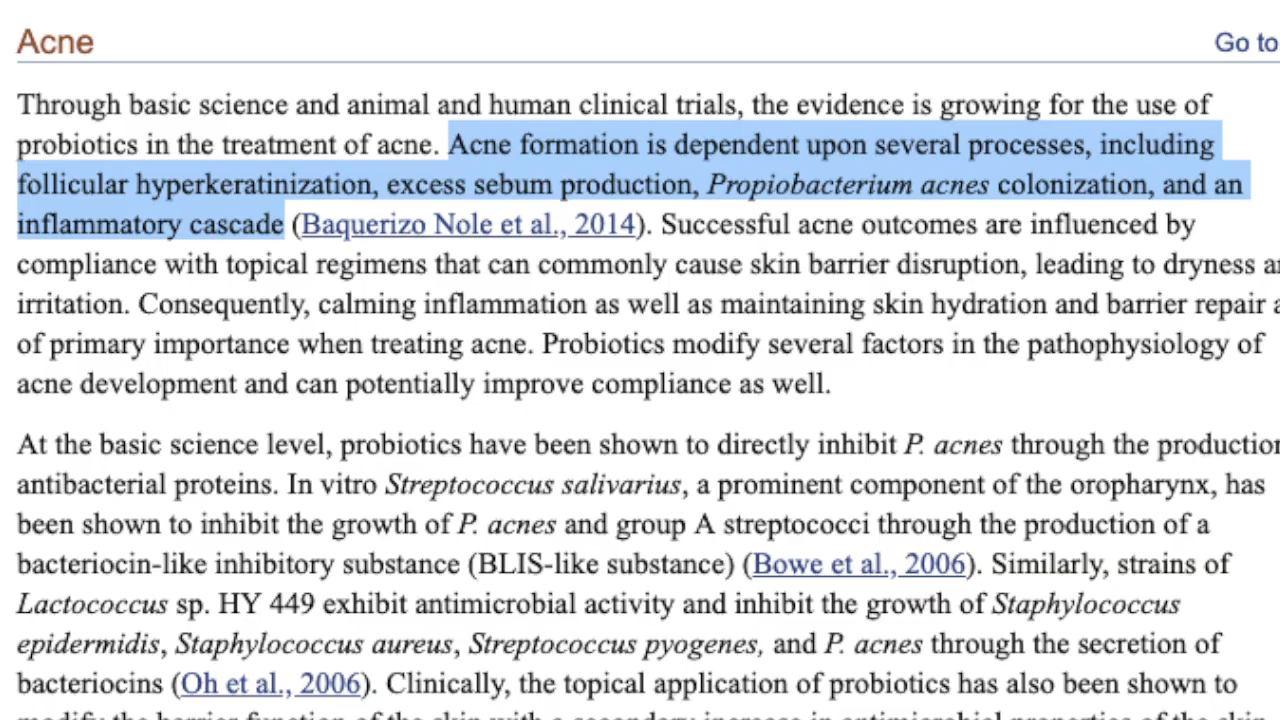 Acne
Go to
Through basic science and animal and human clinical trials, the evidence is growing for the use of
probiotics in the treatment of acne. Acne formation is dependent upon several processes, including
follicular hyperkeratinization, excess sebum production, Propiobacterium acnes colonization, and an
inflammatory cascade (Baquerizo Nole et al., 2014). Successful acne outcomes are influenced by
compliance with topical regimens that can commonly cause skin barrier disruption, leading to dryness
irritation. Consequently, calming inflammation as well as maintaining skin hydration and barrier repair
of primary importance when treating acne. Probiotics modify several factors in the pathophysiology of
acne development and can potentially improve compliance as well.
At the basic science level, probiotics have been shown to directly inhibit P. acnes through the production
antibacterial proteins. In vitro Streptococcus salivarius, a prominent component of the oropharynx, has
been shown to inhibit the growth of P. acnes and group A streptococci through the production of a
bacteriocin-like inhibitory substance (BLIS-like substance) (Bowe et al., 2006). Similarly, strains of
Lactococcus sp. HY 449 exhibit antimicrobial activity and inhibit the growth of Staphylococcus
epidermidis, Staphylococcus aureus, Streptococcus pyogenes, and P. acnes through the secretion of
bacteriocins (Oh et al., 2006). Clinically, the topical application of probiotics has also been shown to